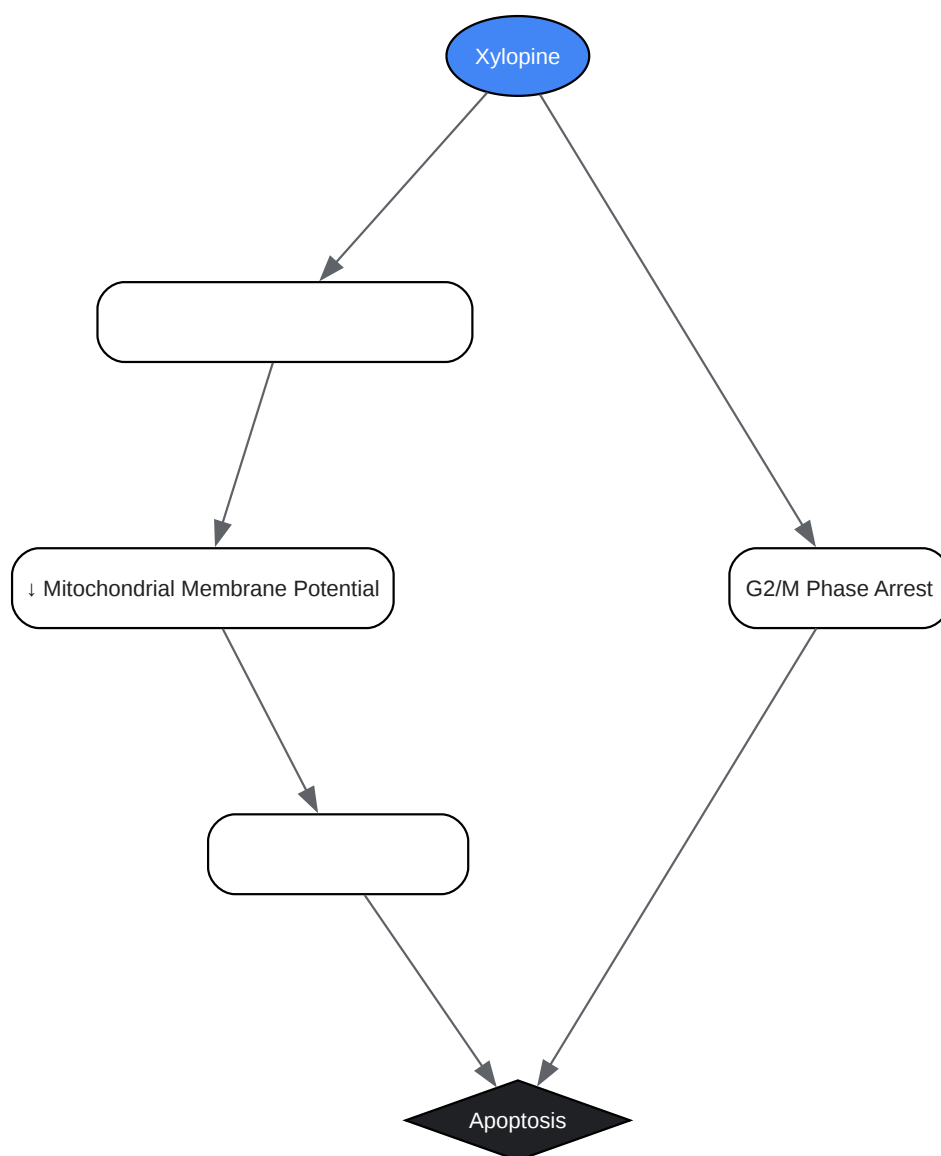 Xylopine
↓ Mitochondrial Membrane Potential
G2/M Phase Arrest
Apoptosis